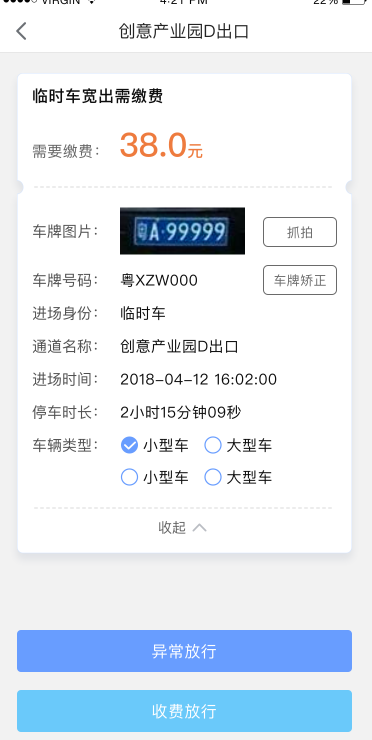 VIRGIN 4:21 PM 22%
创意产业园D出口
临时车宽出需缴费
需要缴费： 38.0元
车牌图片： 粤A·99999 抓拍
车牌号码： 粤XZW000 车牌矫正
进场身份： 临时车
通道名称： 创意产业园D出口
进场时间： 2018-04-12 16:02:00
停车时长： 2小时15分钟09秒
车辆类型： 小型车 大型车
小型车 大型车
收起
异常放行
收费放行